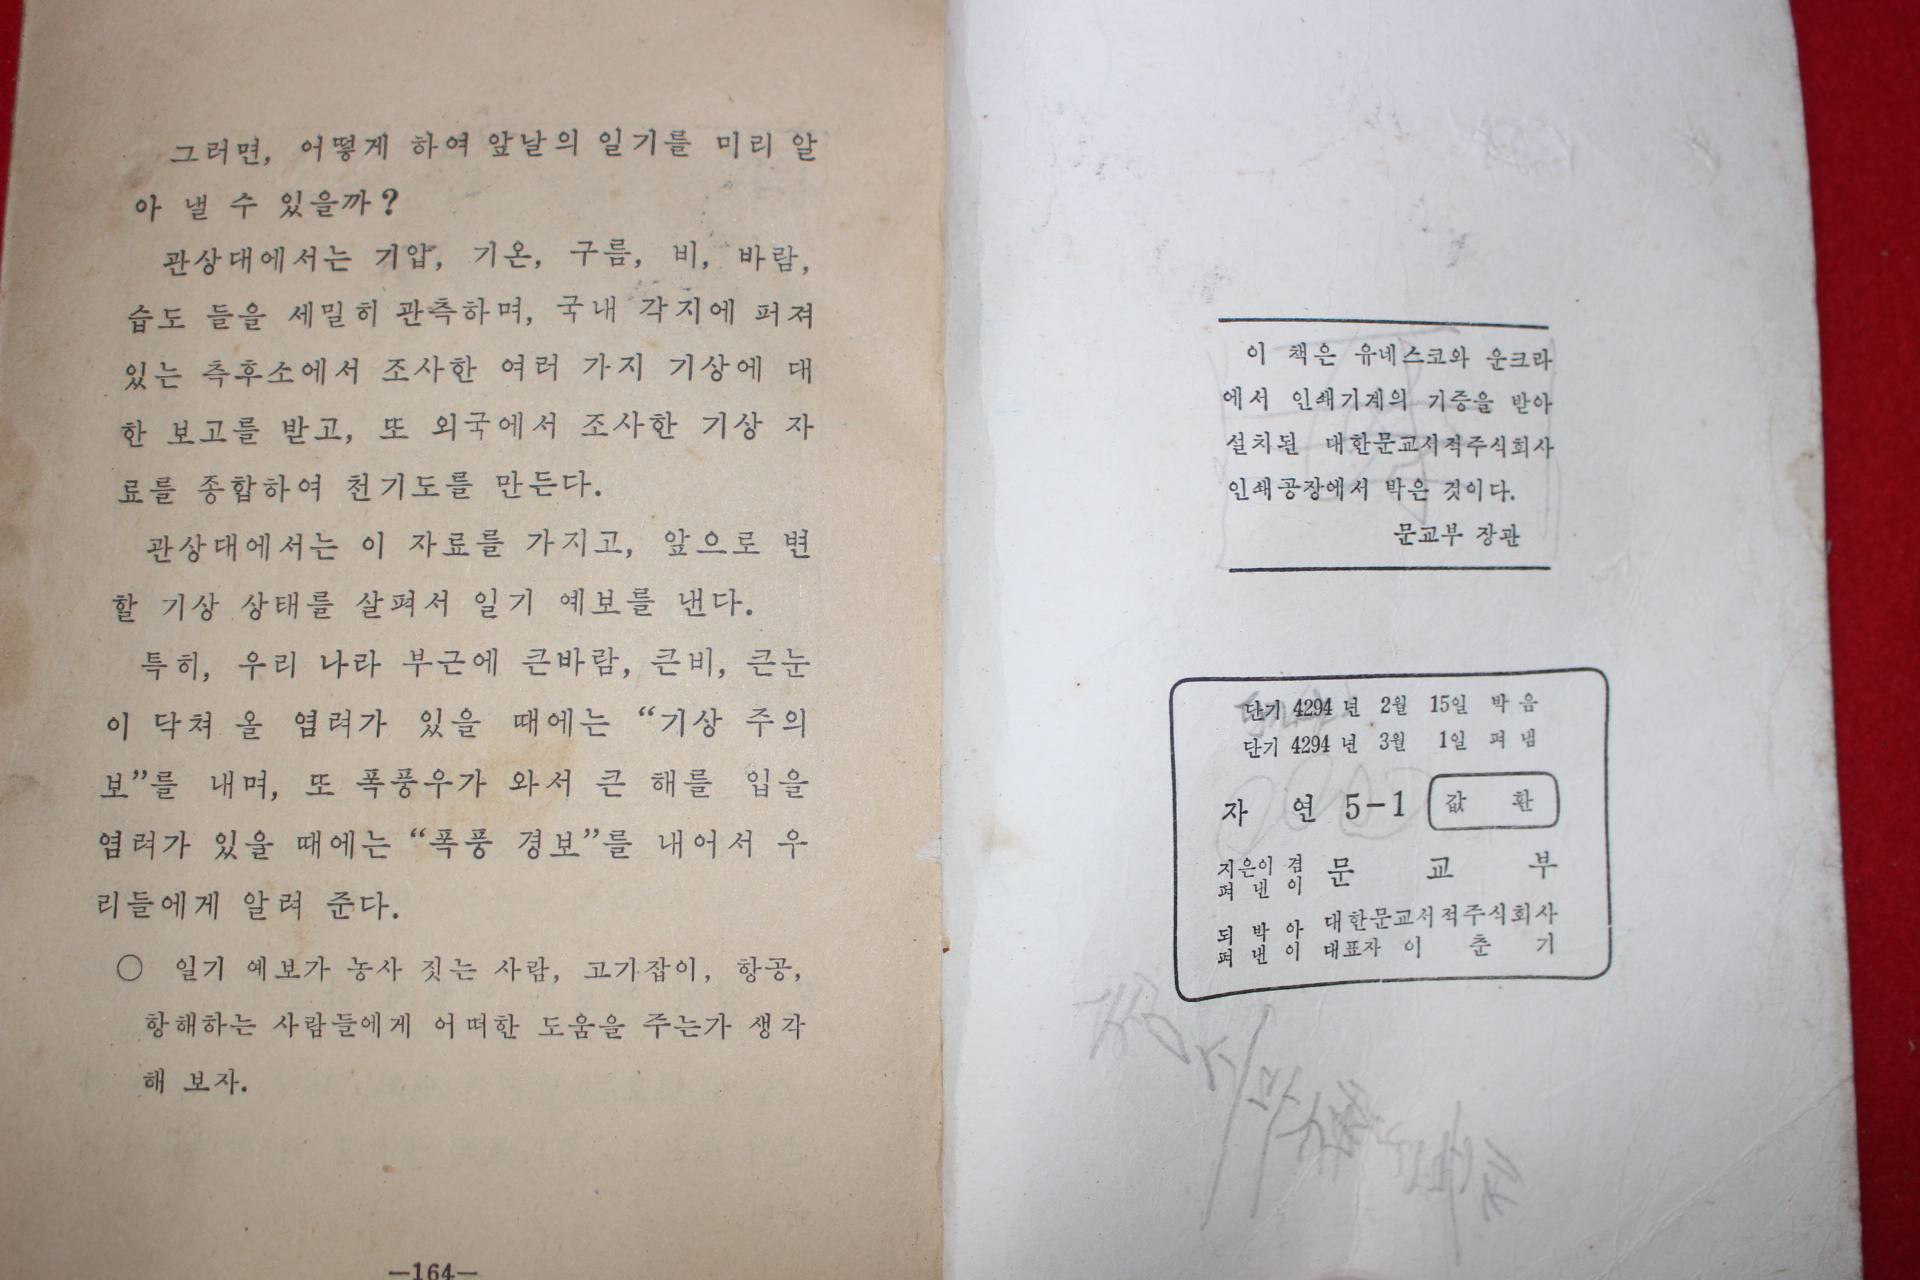 그러면, 어떻게 하여 앞날의 일기를 미리 알
아 낼 수 있을까?
관상대에서는 기압, 기온, 구름, 비, 바람,
습도 들을 세밀히 관측하며, 국내 각지에 퍼져
있는 측후소에서 조사한 여러 가지 기상에 대
한 보고를 받고, 또 외국에서 조사한 기상 자
료를 종합하여 천기도를 만든다.
관상대에서는 이 자료를 가지고, 앞으로 변
할 기상 상태를 살펴서 일기 예보를 낸다.
특히, 우리 나라 부근에 큰바람, 큰비, 큰눈
이 닥쳐 올 염려가 있을 때에는 “기상 주의
보”를 내며, 또 폭풍우가 와서 큰 해를 입을
염려가 있을 때에는 “폭풍 경보”를 내어서 우
리들에게 알려 준다.
○ 일기 예보가 농사 짓는 사람, 고기잡이, 항공,
항해하는 사람들에게 어떠한 도움을 주는가 생각
해 보자.
—164—
이 책은 유네스코와 운크라
에서 인쇄기계의 기증을 받아
설치된 대한문교서적주식회사
인쇄공장에서 박은 것이다.
문교부 장관
단기 4294 년 2월 15일 박음
단기 4294 년 3월 1일 펴냄
자 연 5-1 값 환
지은이 겸
펴 낸 이 문 교 부
되 박 아
펴 낸 이 대한문교서적주식회사
대표자 이 춘 기